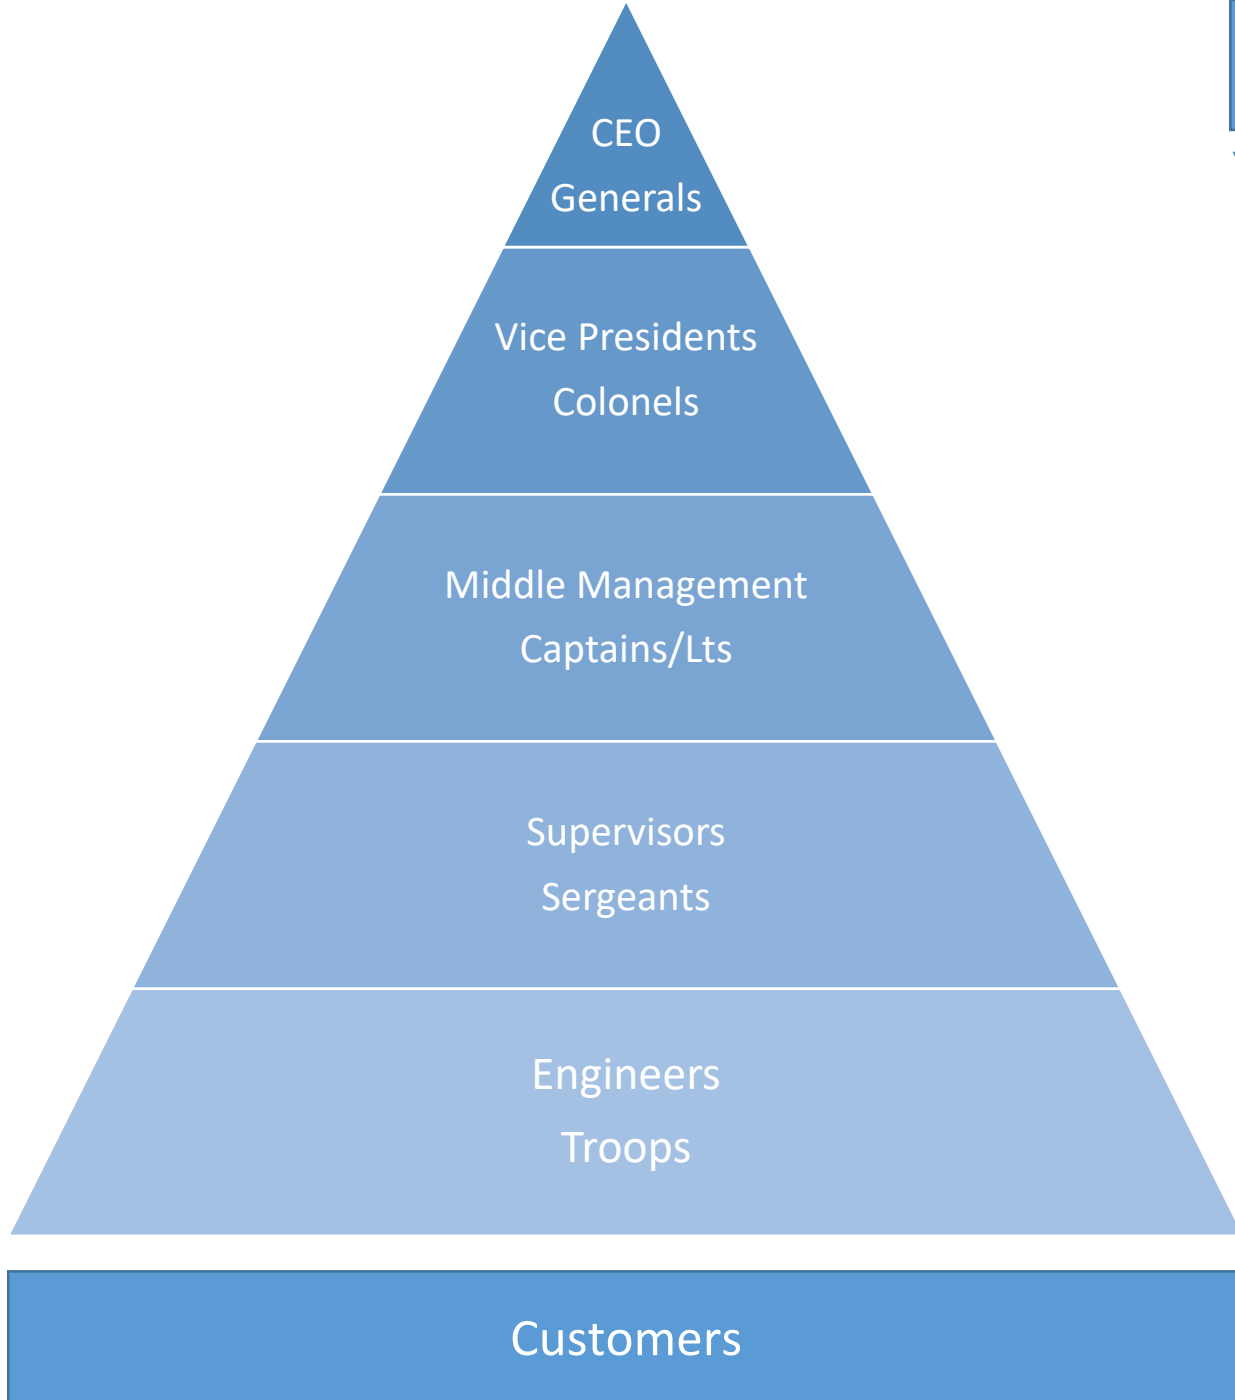 CEO
Generals
Vice Presidents
Colonels
Middle Management
Captains/Lts
Supervisors
Sergeants
Engineers
Troops
Customers